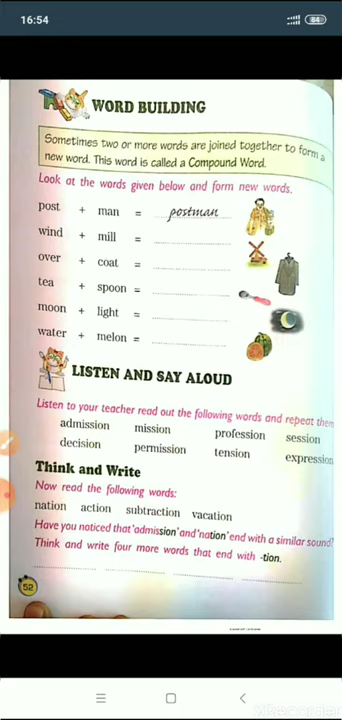 16:54
84
WORD BUILDING
Sometimes two or more words are joined together to form a
new word. This word is called a Compound Word.
Look at the words given below and form new words.
post + man = postman
wind + mill =
over + coat =
tea + spoon =
moon + light =
water + melon =
LISTEN AND SAY ALOUD
Listen to your teacher read out the following words and repeat them
admission mission profession session
decision permission tension expression
Think and Write
Now read the following words:
nation action subtraction vacation
Have you noticed that 'admission' and 'nation' end with a similar sound?
Think and write four more words that end with -tion.
52